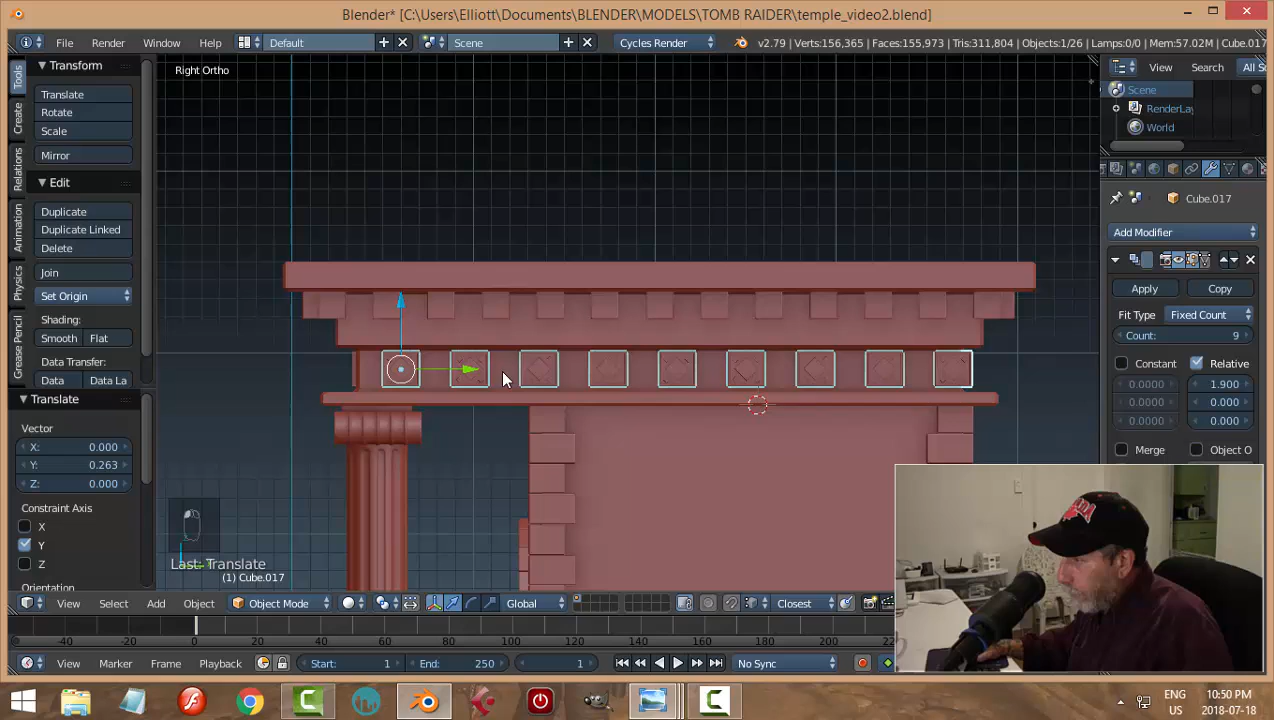 Blender* [C:\Users\Elliott\Documents\BLENDER\MODELS\TOMB RAIDER\temple_video2.blend]
File Render Window Help Default Scene Cycles Render v2.79 | Verts:156,365 | Faces:155,973 | Tris:311,804 | Objects:1/26 | Lamps:0/0 | Mem:57.02M | Cube.017
Transform
Right Ortho
View Search All S
Tools
Create
Relations
Animation
Physics
Grease Pencil
Scene
Translate
RenderLay
Rotate
World
Scale
Mirror
Edit
Cube.017
Duplicate
Add Modifier
Duplicate Linked
Delete
Join
Apply Copy
Set Origin
Fit Type Fixed Count
Shading:
Count: 9
Smooth Flat
Constant Relative
Data Transfer:
Data Data La
0.0000 1.900
Translate
0.0000 0.000
0.0000 0.000
Vector
X: 0.000
Merge Object O
Y: 0.263
Z: 0.000
Constraint Axis
X
Y
Z
Last: Translate
(1) Cube.017
Orientation
View Select Add Object Object Mode Global Closest
-40 -20 0 20 40 60 80 100 120 140 160 180 200 220
View Marker Frame Playback Start: 1 End: 250 1 No Sync
ENG
10:50 PM
US
2018-07-18